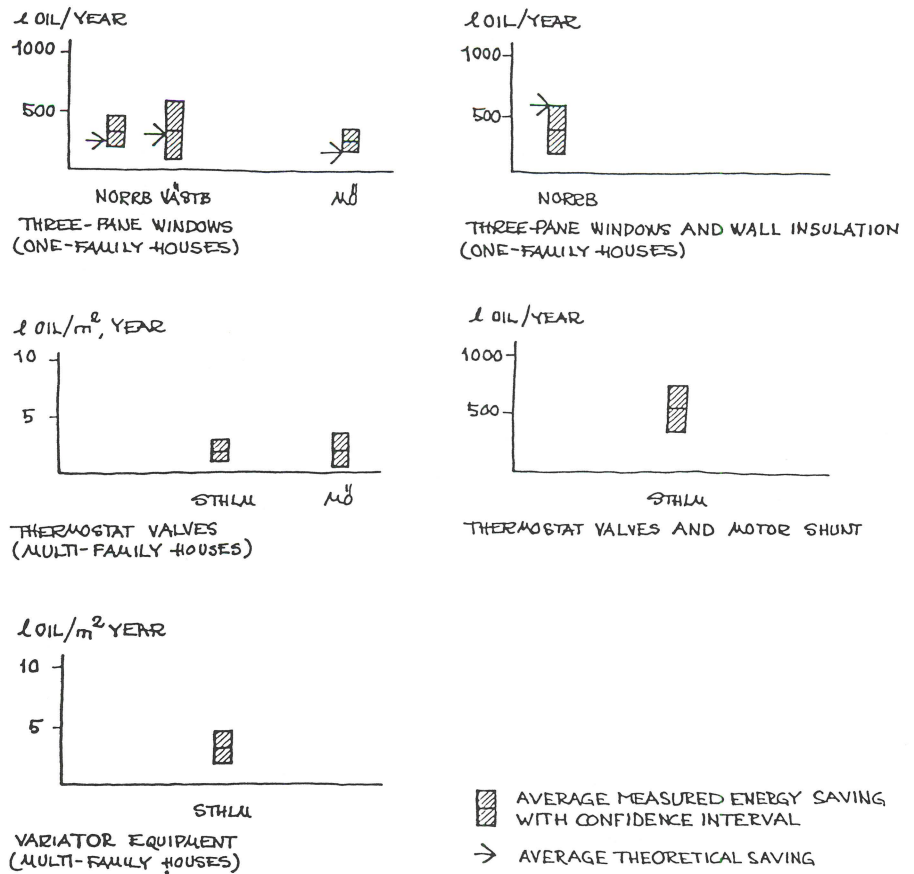 l OIL/YEAR
1000
500
NORRB VÄSTB MÖ
THREE-PANE WINDOWS
(ONE-FAMILY HOUSES)
l OIL/YEAR
1000
500
NORRB
THREE-PANE WINDOWS AND WALL INSULATION
(ONE-FAMILY HOUSES)
l OIL/m², YEAR
10
5
STHLM MÖ
THERMOSTAT VALVES
(MULTI-FAMILY HOUSES)
l OIL/YEAR
1000
500
STHLM
THERMOSTAT VALVES AND MOTOR SHUNT
l OIL/m² YEAR
10
5
STHLM
VARIATOR EQUIPMENT
(MULTI-FAMILY HOUSES)
AVERAGE MEASURED ENERGY SAVING
WITH CONFIDENCE INTERVAL
AVERAGE THEORETICAL SAVING